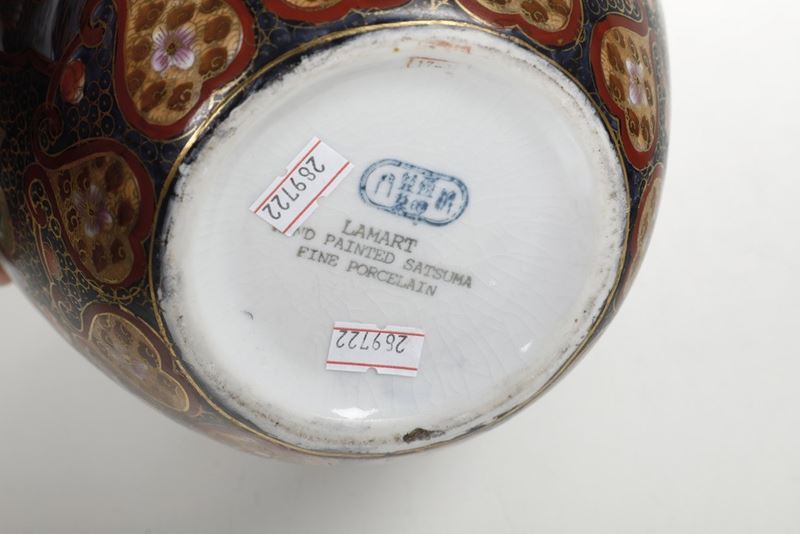 LAMART
PAINTED SATSUMA
FINE PORCELAIN
269722
269722